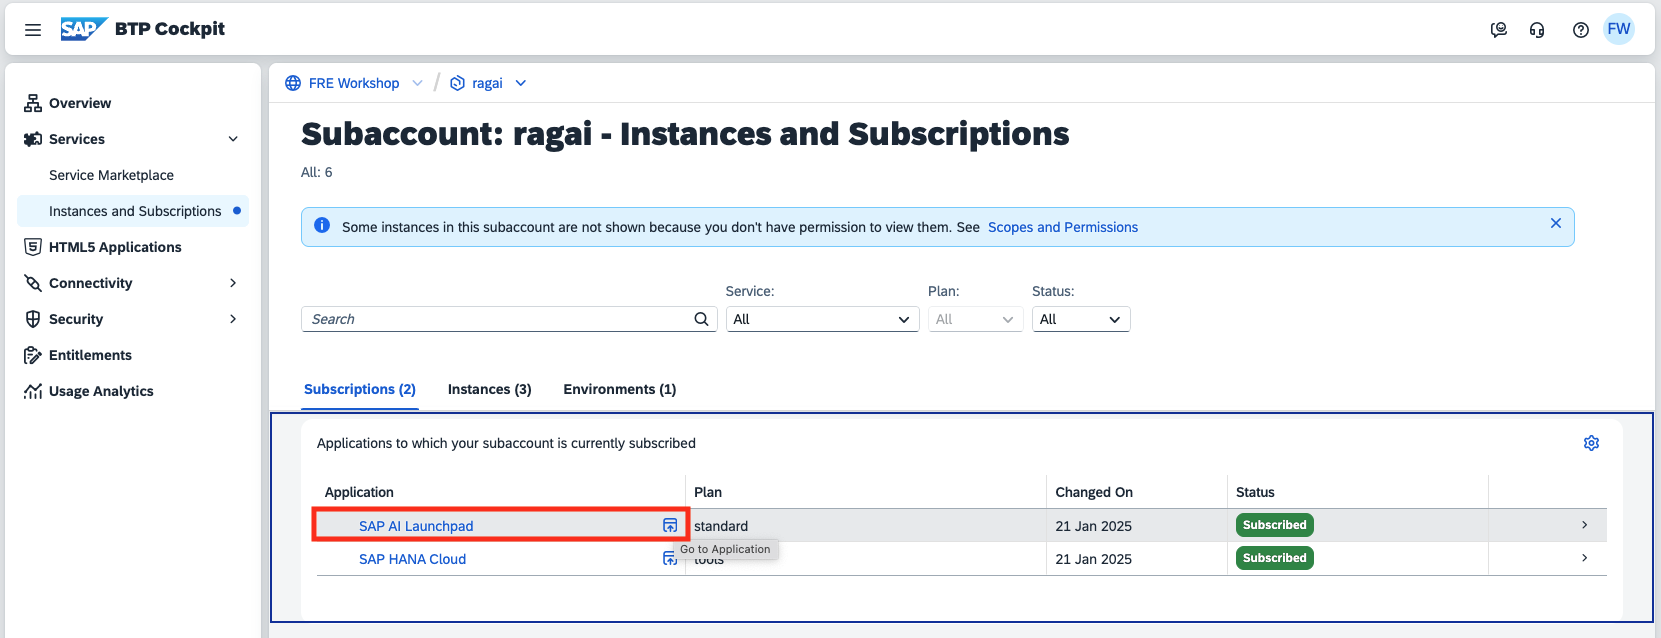 SAP BTP Cockpit
FW
Overview
Services
Service Marketplace
Instances and Subscriptions
HTML5 Applications
Connectivity
Security
Entitlements
Usage Analytics
FRE Workshop / ragai
Subaccount: ragai - Instances and Subscriptions
All: 6
Some instances in this subaccount are not shown because you don't have permission to view them. See Scopes and Permissions
Service: Plan: Status:
Search All All All
Subscriptions (2) Instances (3) Environments (1)
Applications to which your subaccount is currently subscribed
Application Plan Changed On Status
SAP AI Launchpad standard 21 Jan 2025 Subscribed
Go to Application
SAP HANA Cloud tools 21 Jan 2025 Subscribed